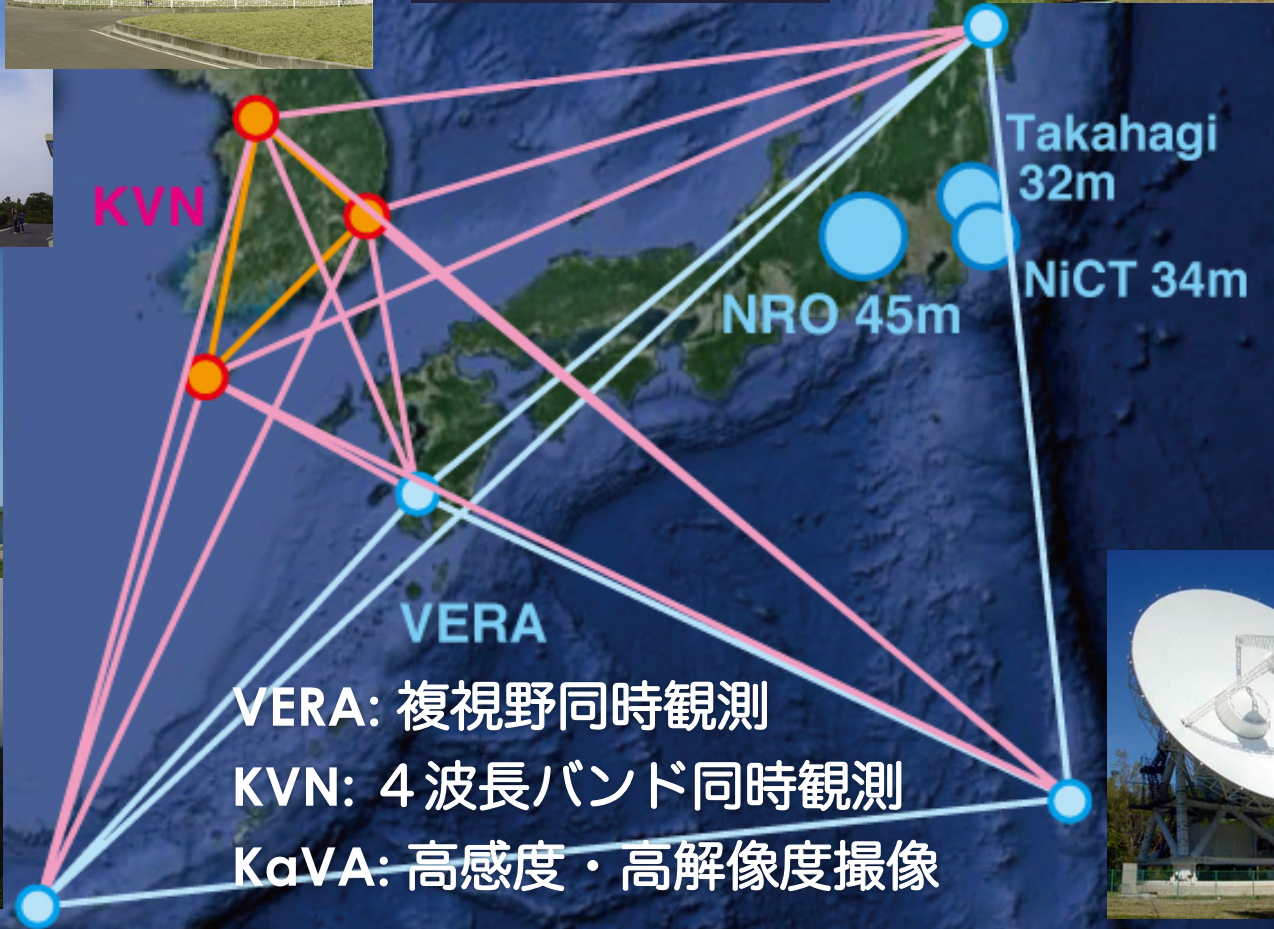 Takahagi
32m
KVN
NiCT 34m
NRO 45m
VERA
VERA: 複視野同時観測
KVN: ４波長バンド同時観測
KaVA: 高感度・高解像度撮像